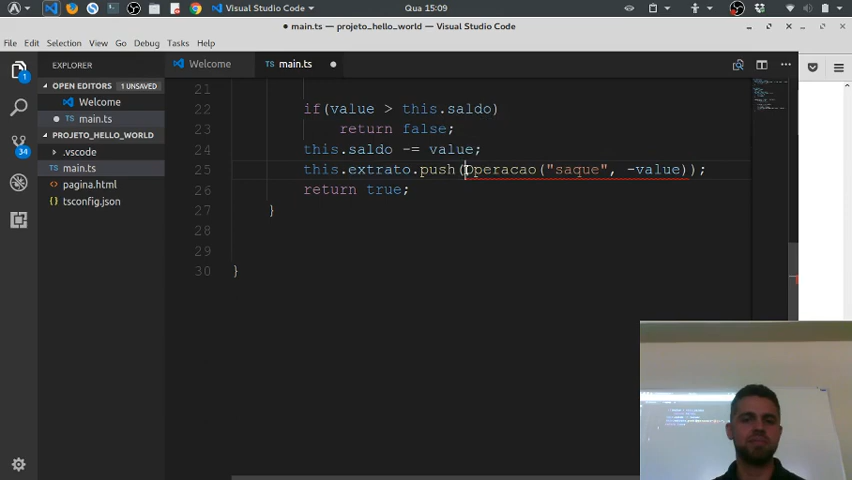 Visual Studio Code
Qua 15:09
main.ts - projeto_hello_world - Visual Studio Code
File Edit Selection View Go Debug Tasks Help
EXPLORER
OPEN EDITORS 1 UNSAVED
Welcome
main.ts
PROJETO_HELLO_WORLD
.vscode
main.ts
pagina.html
tsconfig.json
1
Welcome
main.ts
21
22 if(value > this.saldo)
23 return false;
24 this.saldo -= value;
25 this.extrato.push(Operacao("saque", -value));
26 return true;
27 }
28
29
30 }